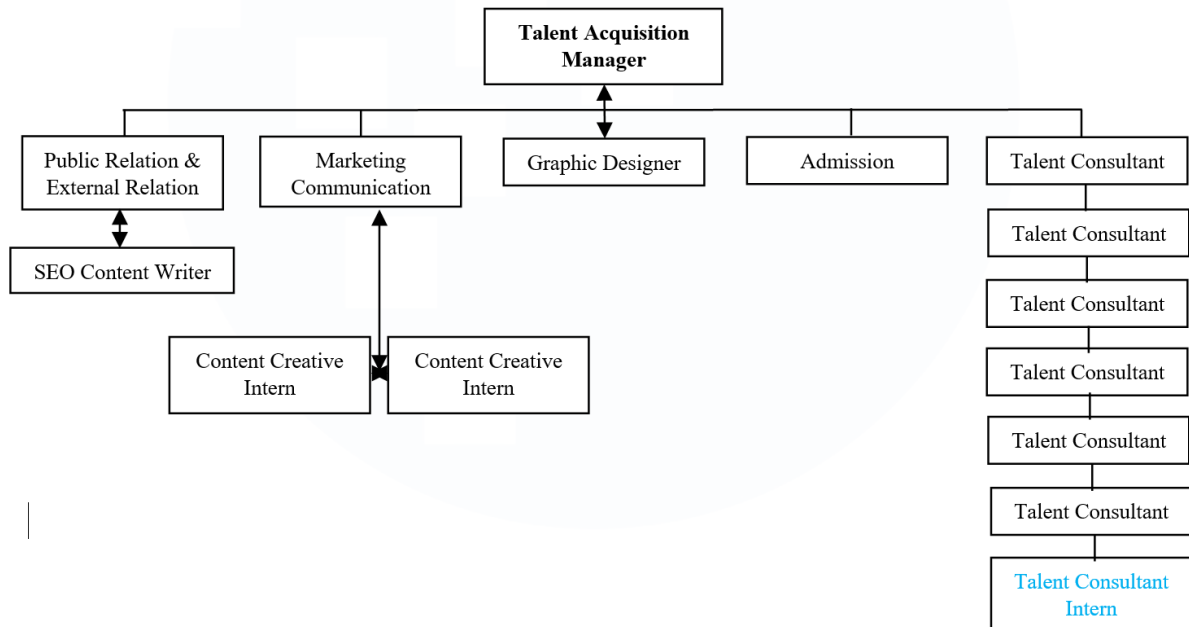 Talent Acquisition
Manager
Public Relation &
External Relation
Marketing
Communication
Graphic Designer
Admission
Talent Consultant
SEO Content Writer
Talent Consultant
Talent Consultant
Content Creative
Intern
Content Creative
Intern
Talent Consultant
Talent Consultant
Talent Consultant
Talent Consultant
Intern